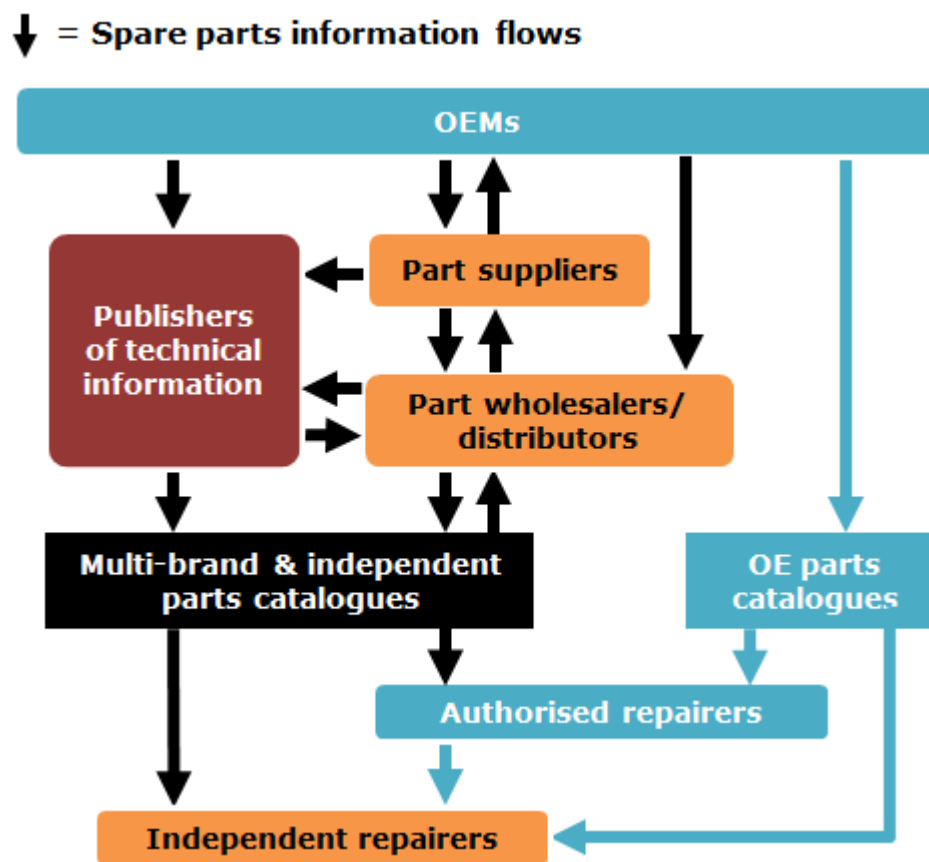 = Spare parts information flows
OEMs
Part suppliers
Publishers
of technical
information
Part wholesalers/
distributors
Multi-brand & independent
parts catalogues
OE parts
catalogues
Authorised repairers
Independent repairers